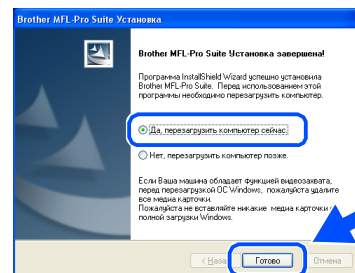 Brother MFL-Pro Suite Установка
Brother MFL-Pro Suite Установка завершена!
Программа InstallShield Wizard успешно установила
Brother MFL-Pro Suite. Перед использованием этой
программы необходимо перезагрузить компьютер.
Да, перезагрузить компьютер сейчас.
Нет, перезагрузить компьютер позже.
Если Ваша машина обладает функцией видеозахвата,
перед перезагрузкой ОС Windows, пожалуйста удалите
все медиа карточки.
Пожалуйста не вставляйте никакие медиа карточки
полной загрузки Windows.
Готово
Отмена